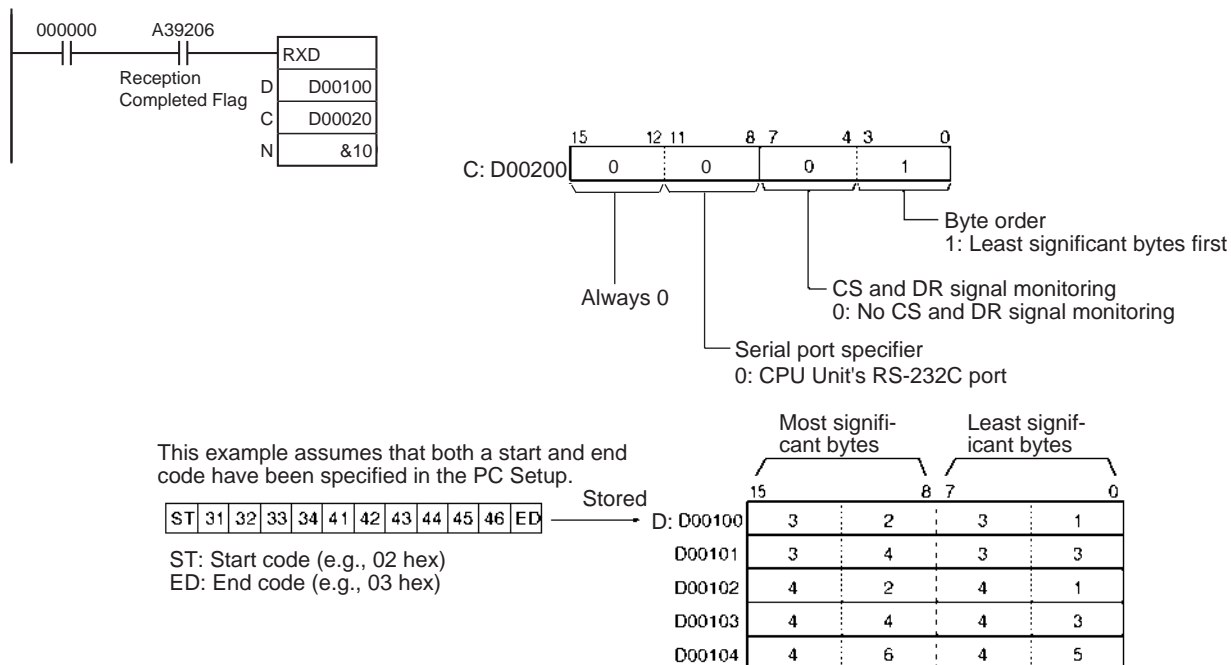 000000 A39206
RXD
Reception
Completed Flag
D D00100
C D00020
N &10
15 12 11 8 7 4 3 0
C: D00200 0 0 0 1
Byte order
1: Least significant bytes first
Always 0
CS and DR signal monitoring
0: No CS and DR signal monitoring
Serial port specifier
0: CPU Unit's RS-232C port
This example assumes that both a start and end
code have been specified in the PC Setup.
ST 31 32 33 34 41 42 43 44 45 46 ED
Stored
ST: Start code (e.g., 02 hex)
ED: End code (e.g., 03 hex)
Most signifi-
cant bytes
Least signif-
icant bytes
15 8 7 0
D: D00100 3 2 3 1
D00101 3 4 3 3
D00102 4 2 4 1
D00103 4 4 4 3
D00104 4 6 4 5